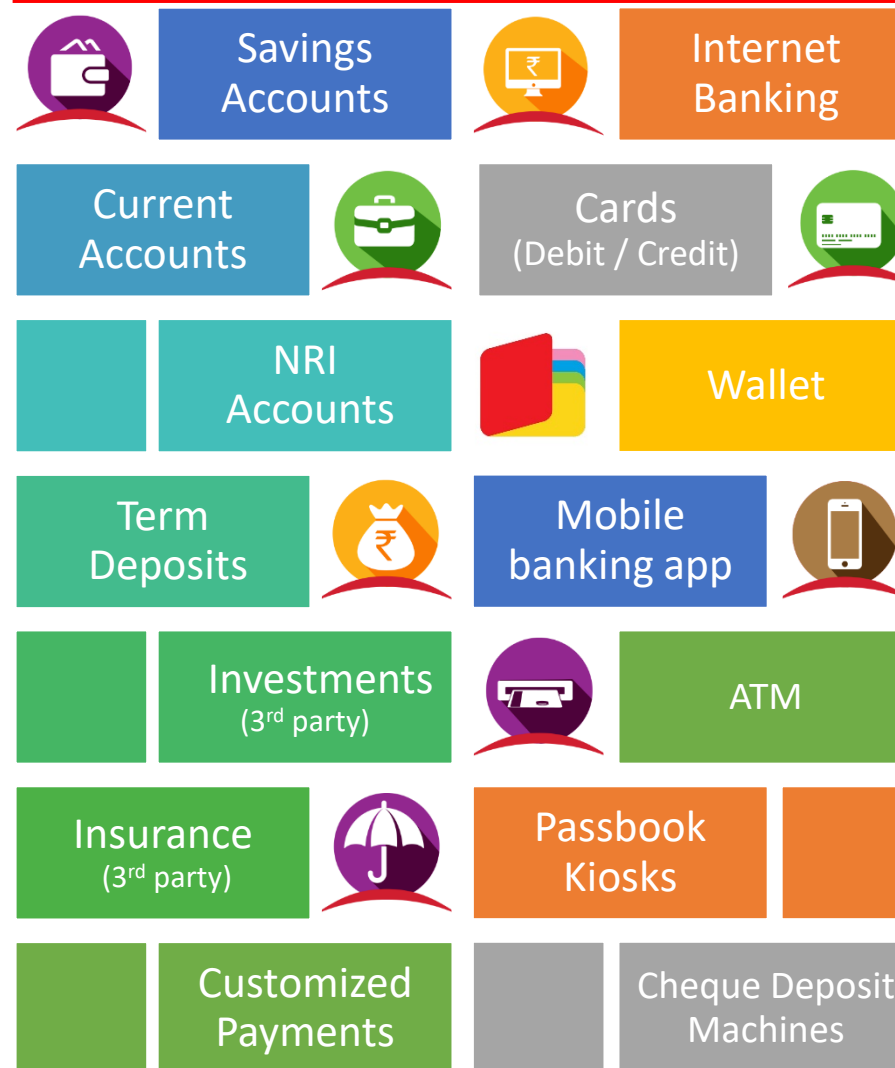 Savings
Accounts
₹
Internet
Banking
Current
Accounts
Cards
(Debit / Credit)
NRI
Accounts
Wallet
Term
Deposits
₹
Mobile
banking app
Investments
(3rd party)
ATM
Insurance
(3rd party)
Passbook
Kiosks
Customized
Payments
Cheque Deposit
Machines